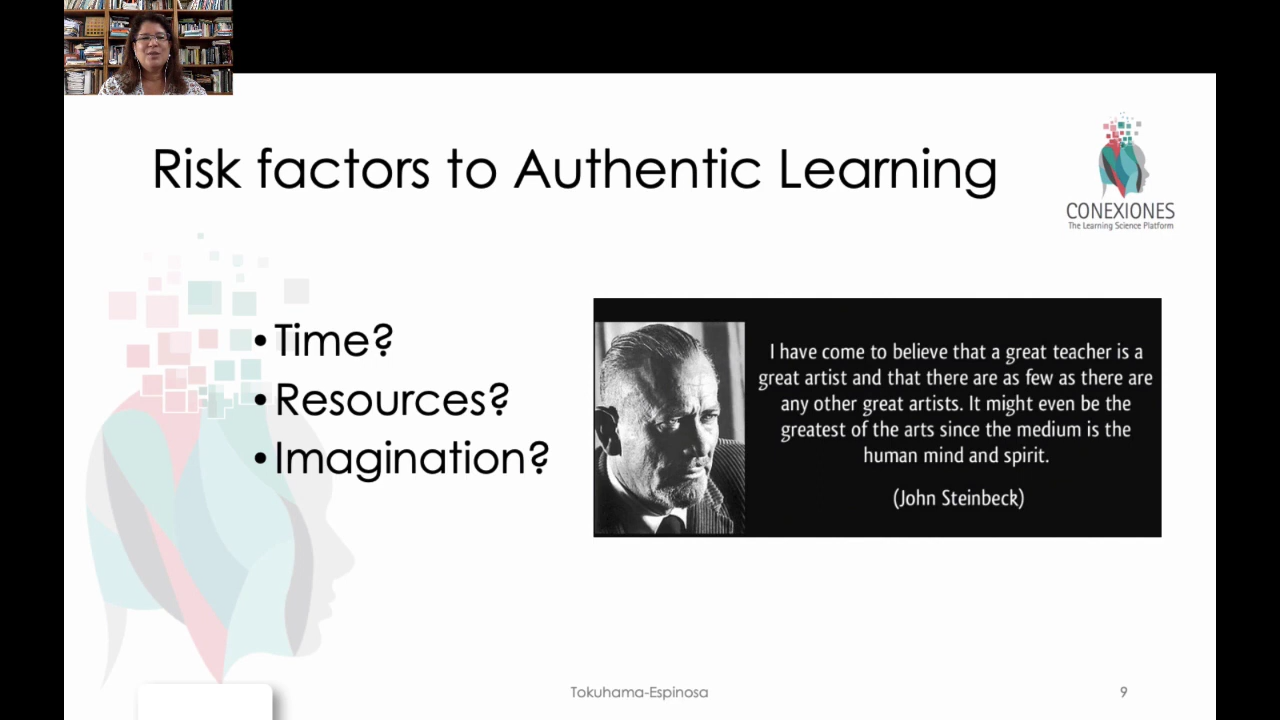 Risk factors to Authentic Learning
CONEXIONES
The Learning Science Platform
•Time?
•Resources?
•Imagination?
I have come to believe that a great teacher is a
great artist and that there are as few as there are
any other great artists. It might even be the
greatest of the arts since the medium is the
human mind and spirit.
(John Steinbeck)
Tokuhama-Espinosa
9